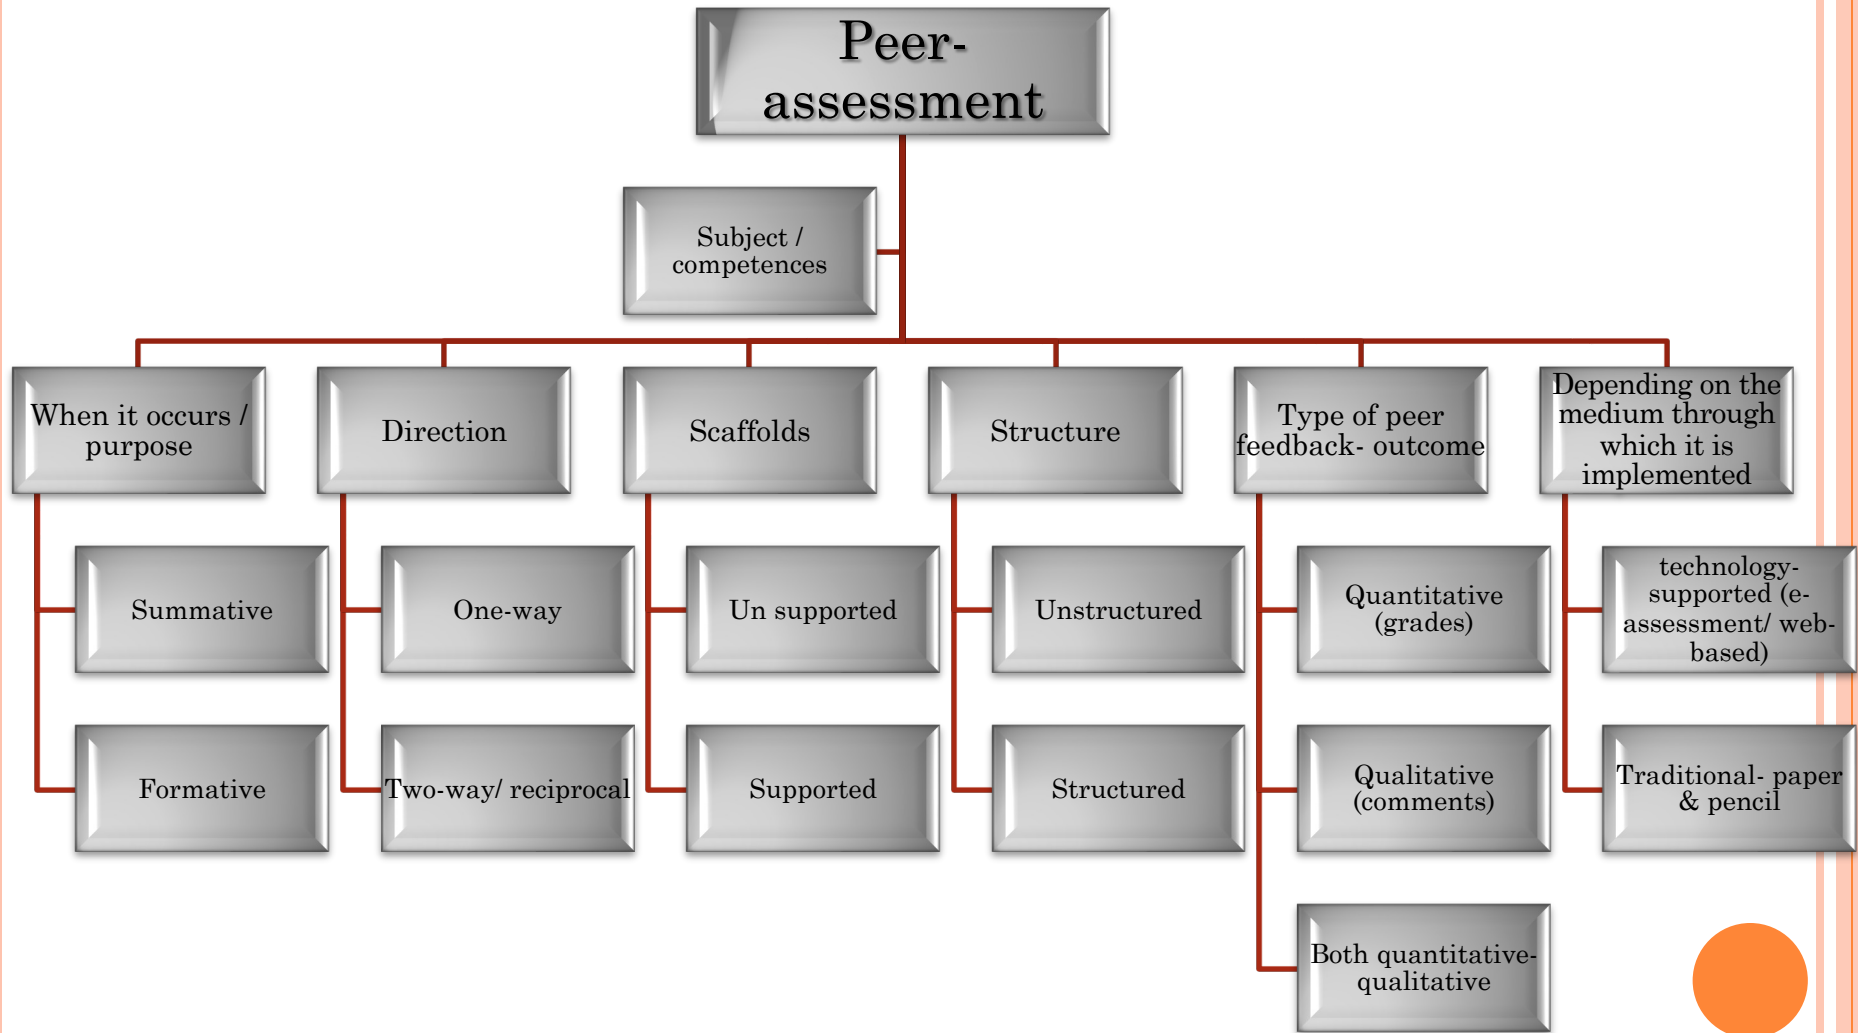 Peer-
assessment
Subject /
competences
When it occurs /
purpose
Direction
Scaffolds
Structure
Type of peer
feedback- outcome
Depending on the
medium through
which it is
implemented
Summative
One-way
Un supported
Unstructured
Quantitative
(grades)
technology-
supported (e-
assessment/ web-
based)
Formative
Two-way/ reciprocal
Supported
Structured
Qualitative
(comments)
Traditional- paper
& pencil
Both quantitative-
qualitative